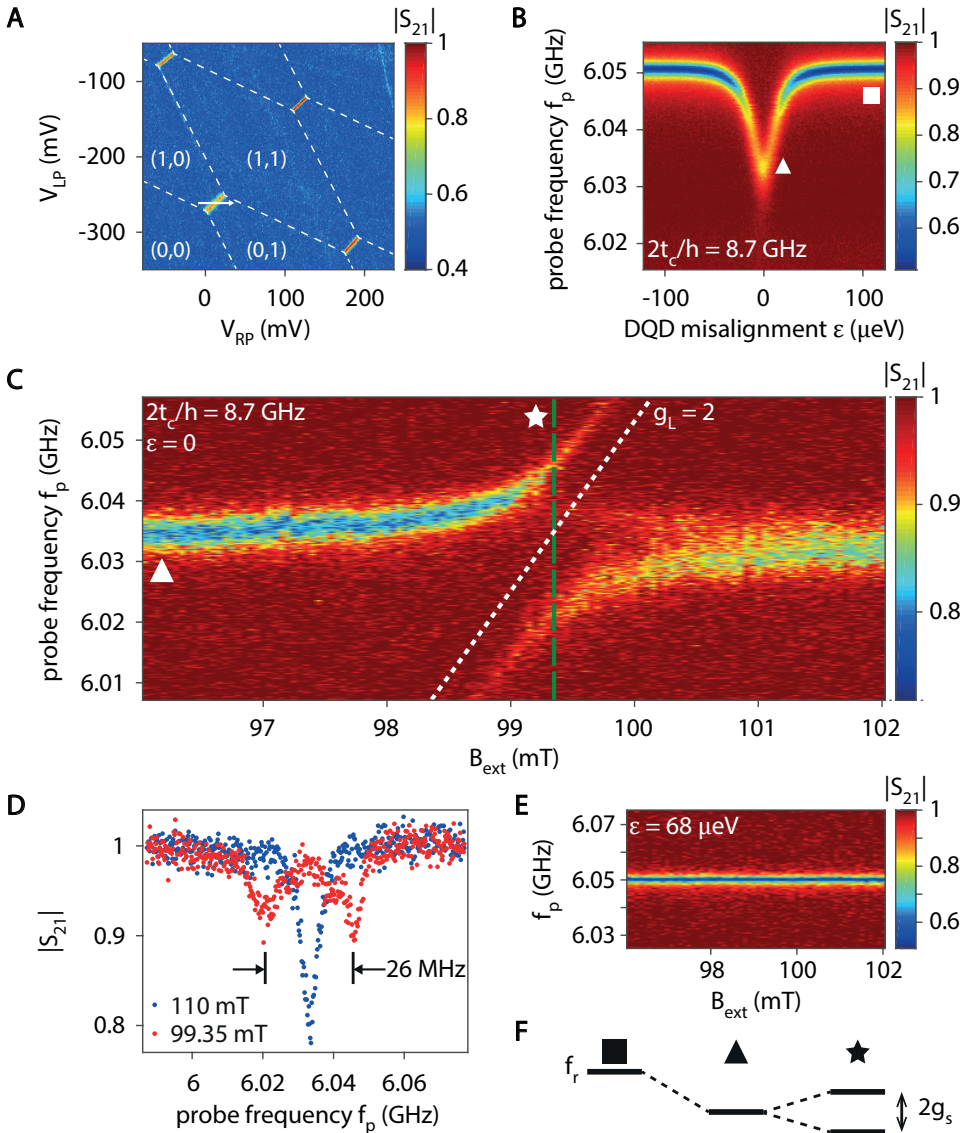 A
|S21|
1
0.8
0.6
0.4
-100
-200
-300
VLP (mV)
(1,0)
(1,1)
(0,0)
(0,1)
0
100
200
VRP (mV)
B
|S21|
1
0.9
0.8
0.7
0.6
6.05
6.04
6.03
6.02
probe frequency fp (GHz)
2tc/h = 8.7 GHz
-100
0
100
DQD misalignment ε (μeV)
C
|S21|
1
0.9
0.8
2tc/h = 8.7 GHz
ε = 0
gL = 2
6.05
6.04
6.03
6.02
6.01
probe frequency fp (GHz)
97
98
99
100
101
102
Bext (mT)
D
1
0.9
0.8
|S21|
26 MHz
110 mT
99.35 mT
6
6.02
6.04
6.06
probe frequency fp (GHz)
E
|S21|
1
0.9
0.8
0.7
0.6
ε = 68 μeV
6.07
6.05
6.03
fp (GHz)
98
100
102
Bext (mT)
F
fr
2gs